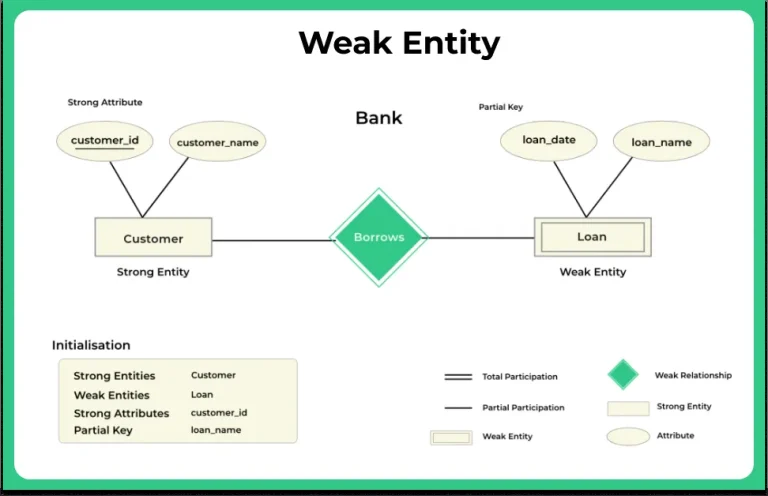 Weak Entity
Strong Attribute
Partial Key
Bank
customer_id
customer_name
loan_date
loan_name
Customer
Borrows
Loan
Strong Entity
Weak Entity
Initialisation
Strong Entities Customer
Weak Entities Loan
Strong Attributes customer_id
Partial Key loan_name
Total Participation
Weak Relationship
Partial Participation
Strong Entity
Weak Entity
Attribute